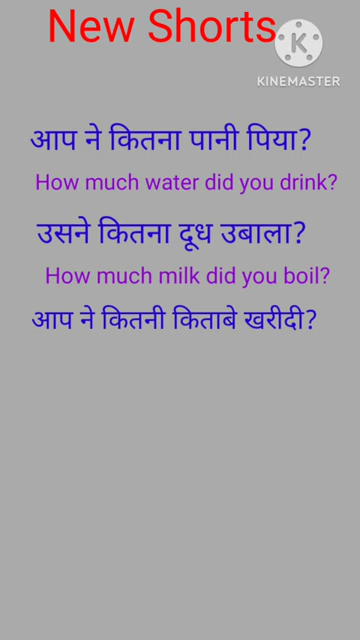 New Shorts
K
KINEMASTER
आप ने कितना पानी पिया?
How much water did you drink?
उसने कितना दूध उबाला?
How much milk did you boil?
आप ने कितनी किताबे खरीदी?